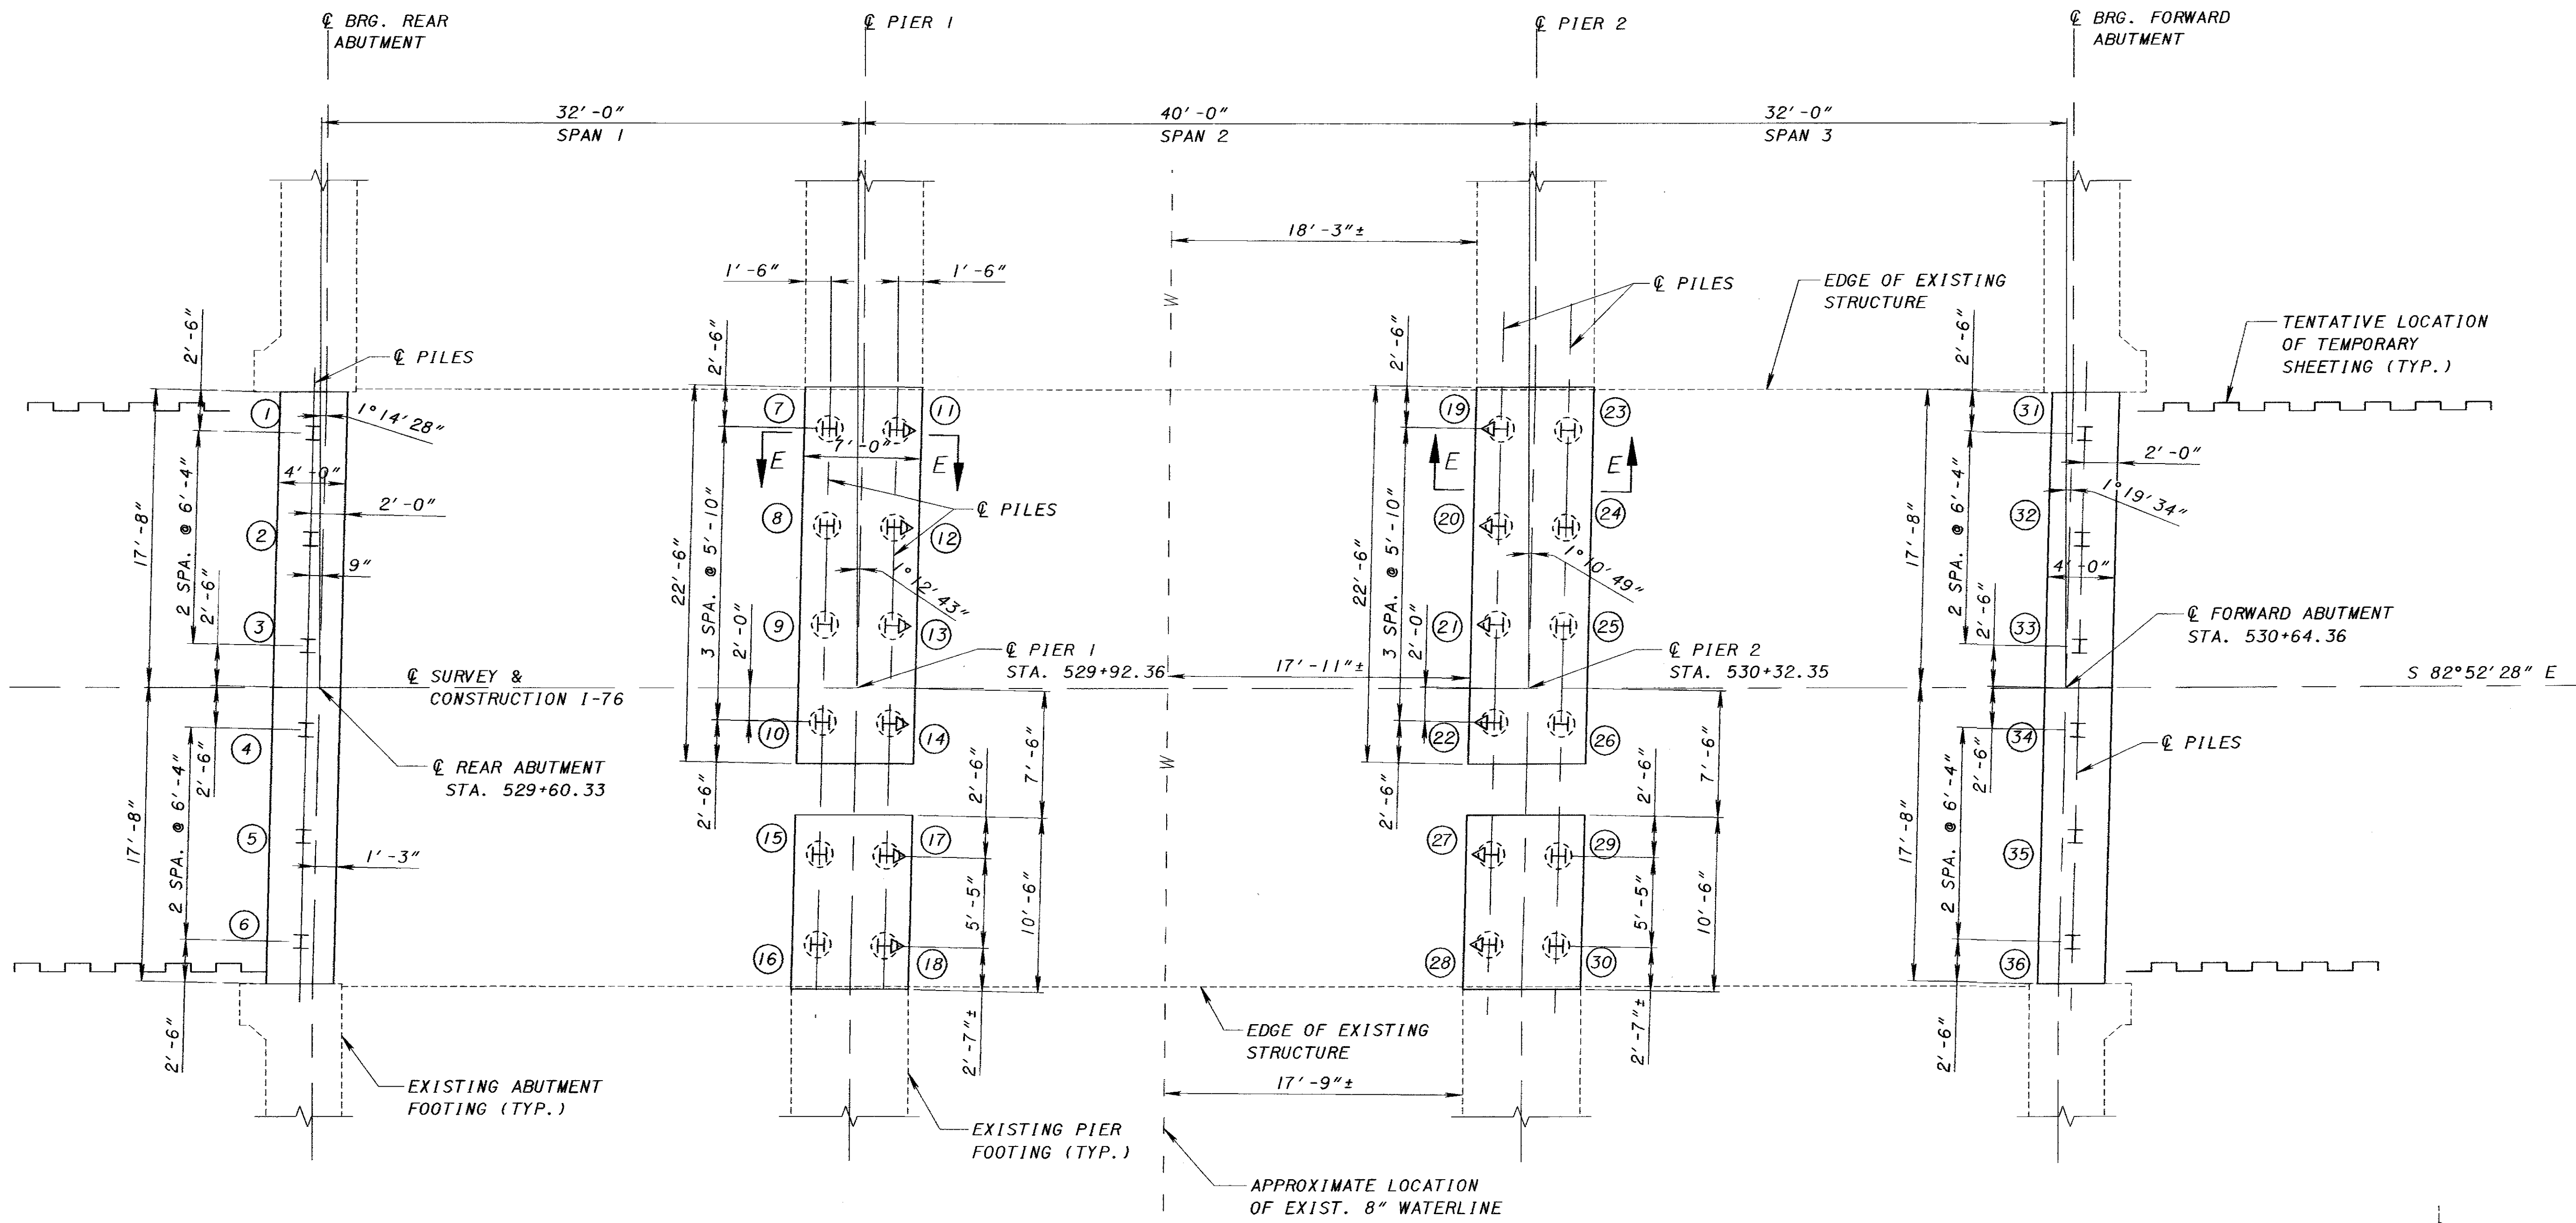 ℄ BRG. REAR
ABUTMENT
℄ PIER 1
℄ PIER 2
℄ BRG. FORWARD
ABUTMENT
32'-0"
SPAN 1
40'-0"
SPAN 2
32'-0"
SPAN 3
18'-3"±
1'-6"
1'-6"
W
℄ PILES
EDGE OF EXISTING
STRUCTURE
TENTATIVE LOCATION
OF TEMPORARY
SHEETING (TYP.)
2'-6"
℄ PILES
2'-6"
2'-6"
2'-6"
1
1°14'28"
7
11
19
23
31
E
7'-0"
E
E
E
4'-0"
2'-0"
2'-0"
1°19'34"
17'-8"
2 SPA. @ 6'-4"
2
8
℄ PILES
12
20
24
32
9"
22'-6"
3 SPA. @ 5'-10"
1°12'43"
22'-6"
3 SPA. @ 5'-10"
1°10'49"
17'-8"
2 SPA. @ 6'-4"
4'-0"
2'-6"
3
9
2'-0"
13
21
2'-0"
25
33
2'-6"
℄ FORWARD ABUTMENT
STA. 530+64.36
℄ SURVEY &
CONSTRUCTION I-76
℄ PIER 1
STA. 529+92.36
17'-11"±
℄ PIER 2
STA. 530+32.35
S 82°52'28" E
4
2'-6"
10
14
22
26
34
2'-6"
℄ PILES
℄ REAR ABUTMENT
STA. 529+60.33
W
7'-6"
7'-6"
2'-6"
2'-6"
2'-6"
2'-6"
17'-8"
2 SPA. @ 6'-4"
5
1'-3"
15
17
27
29
17'-8"
2 SPA. @ 6'-4"
35
5'-5"
10'-6"
5'-5"
10'-6"
6
16
18
28
30
36
2'-6"
2'-7"±
EDGE OF EXISTING
STRUCTURE
2'-7"±
2'-6"
EXISTING ABUTMENT
FOOTING (TYP.)
17'-9"±
EXISTING PIER
FOOTING (TYP.)
APPROXIMATE LOCATION
OF EXIST. 8" WATERLINE